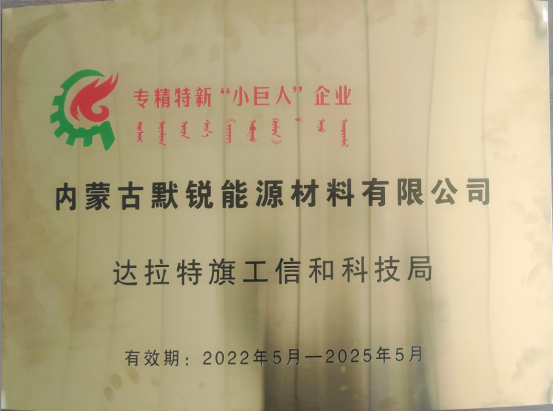 专精特新“小巨人”企业
内蒙古默锐能源材料有限公司
达拉特旗工信和科技局
有效期：2022年5月—2025年5月